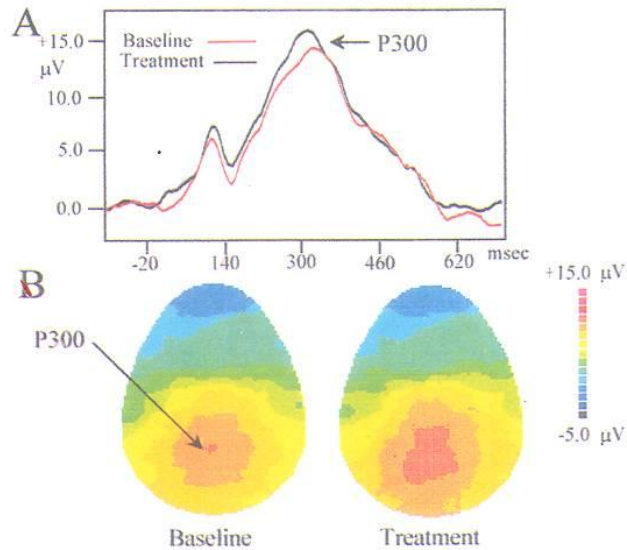 A
+15.0
µV
Baseline
Treatment
P300
10.0
5.0
0.0
-20 140 300 460 620 msec
B
+15.0 µV
P300
-5.0 µV
Baseline Treatment